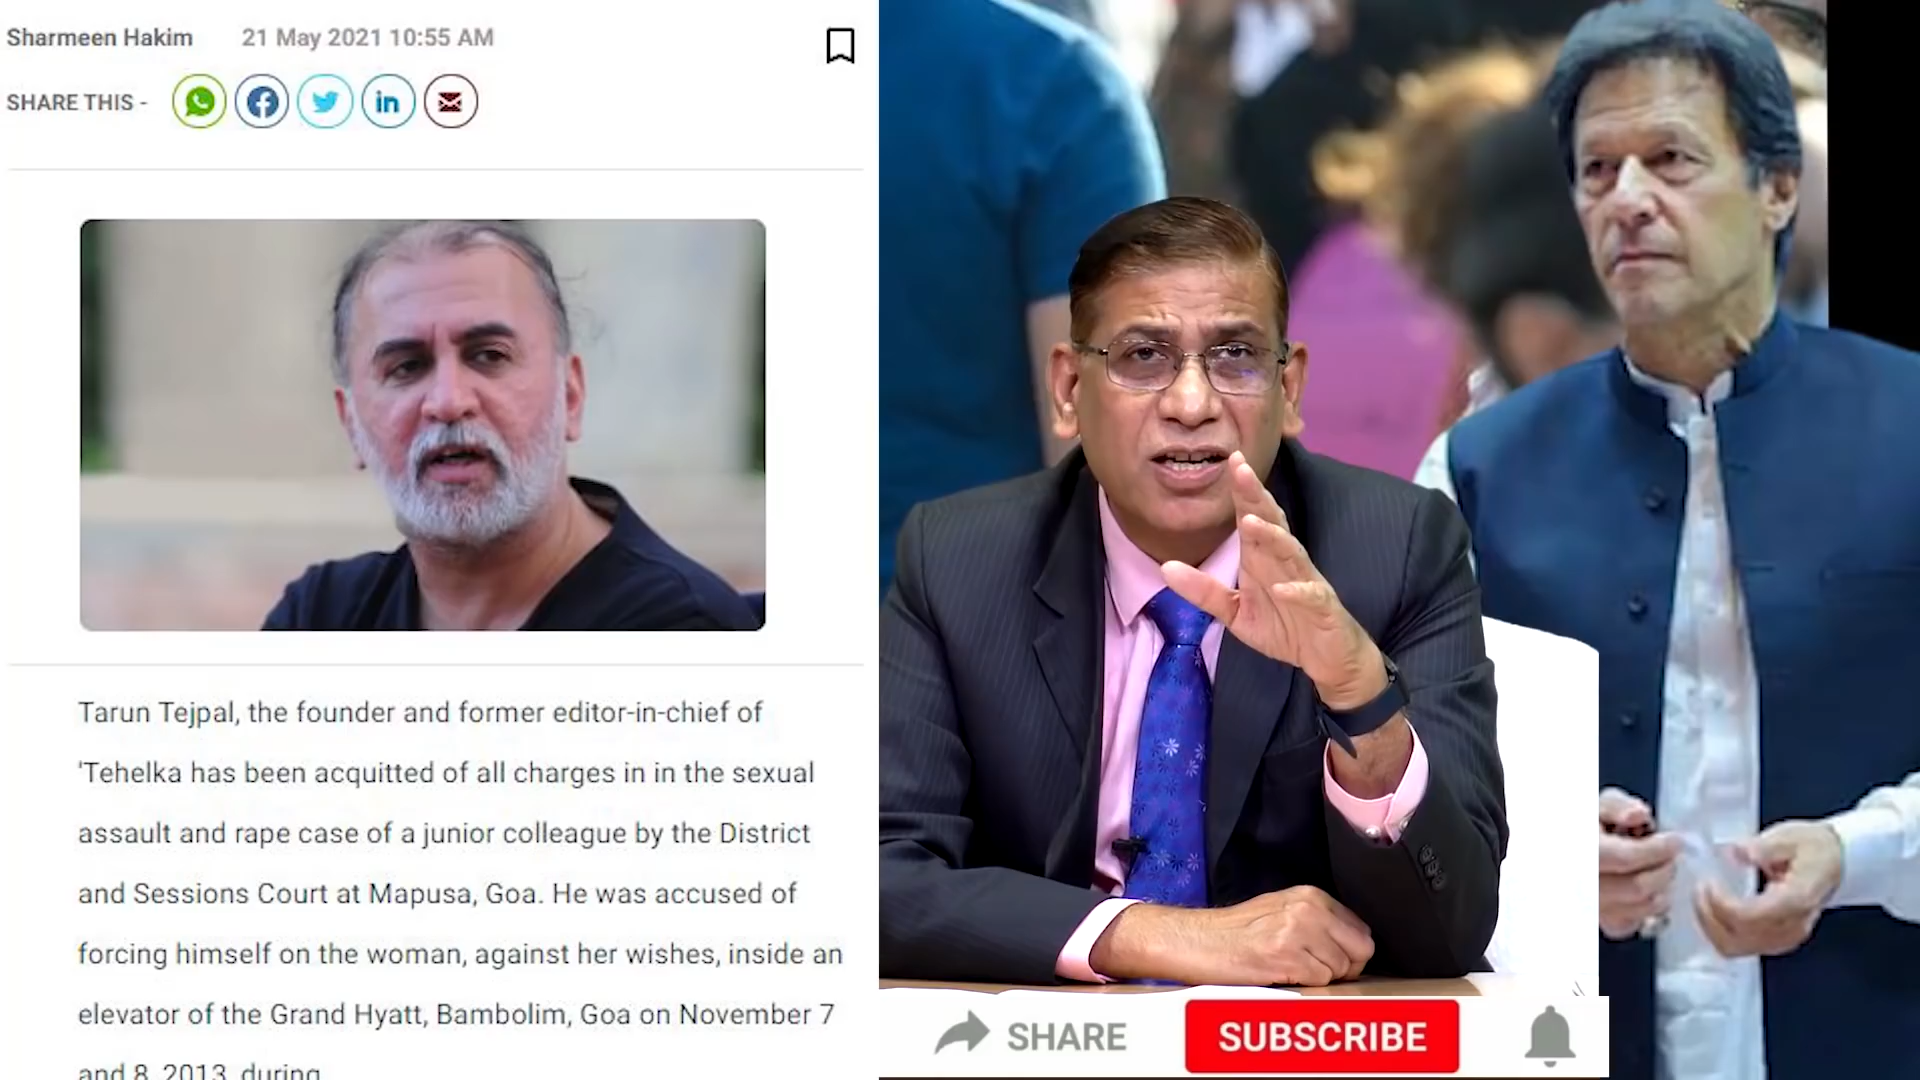 Sharmeen Hakim 21 May 2021 10:55 AM
SHARE THIS -
Tarun Tejpal, the founder and former editor-in-chief of
'Tehelka has been acquitted of all charges in in the sexual
assault and rape case of a junior colleague by the District
and Sessions Court at Mapusa, Goa. He was accused of
forcing himself on the woman, against her wishes, inside an
elevator of the Grand Hyatt, Bambolim, Goa on November 7
and 8, 2013, during
SHARE SUBSCRIBE